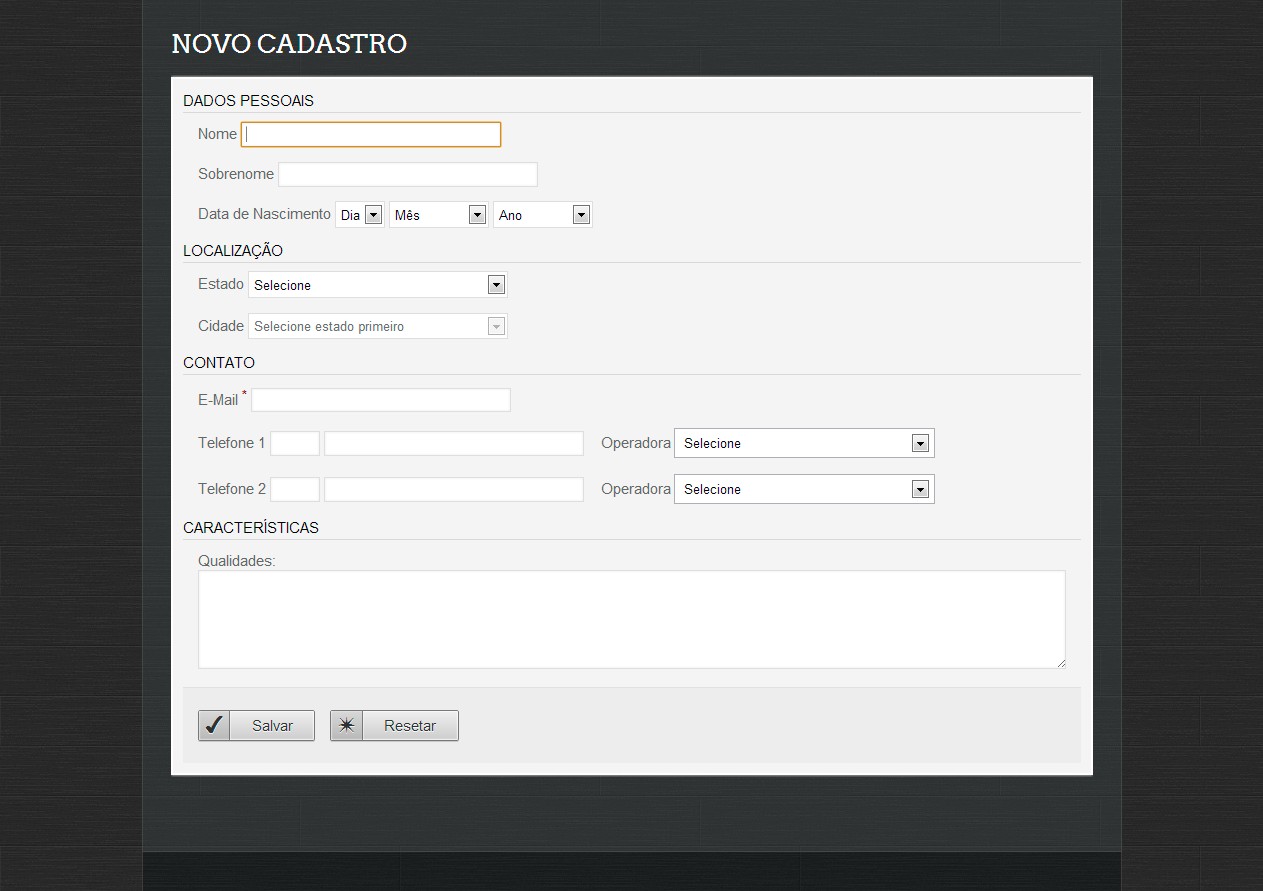 NOVO CADASTRO
DADOS PESSOAIS
Nome
Sobrenome
Data de Nascimento Dia Mês Ano
LOCALIZAÇÃO
Estado Selecione
Cidade Selecione estado primeiro
CONTATO
E-Mail *
Telefone 1 Operadora Selecione
Telefone 2 Operadora Selecione
CARACTERÍSTICAS
Qualidades:
Salvar Resetar